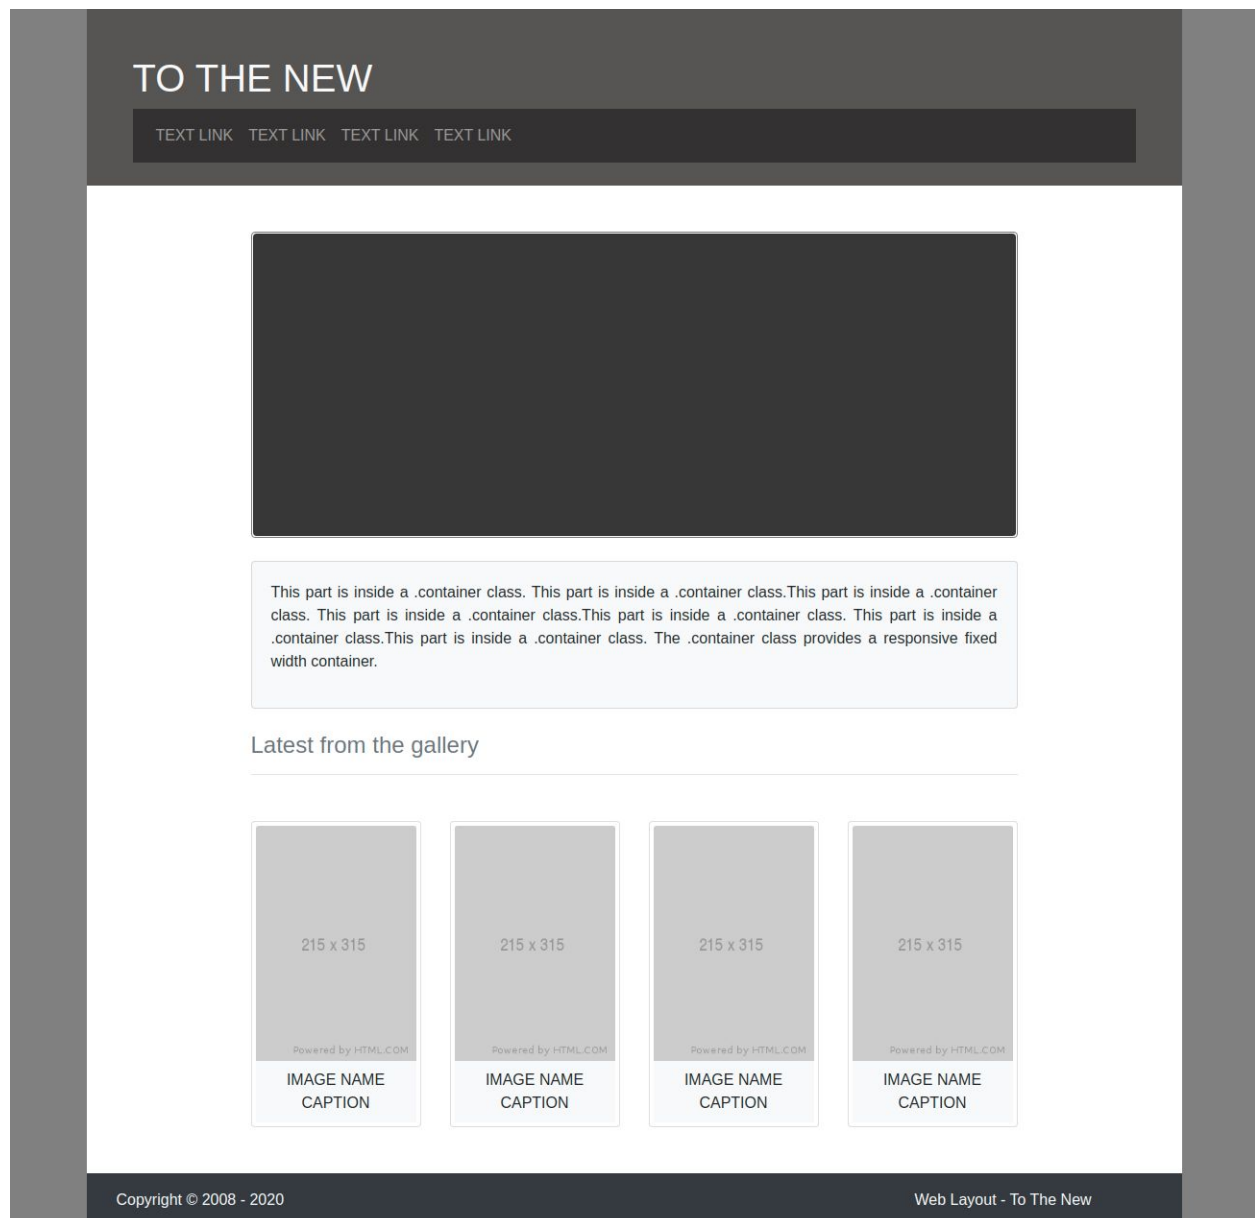 TO THE NEW
TEXT LINK TEXT LINK TEXT LINK TEXT LINK
This part is inside a .container class. This part is inside a .container class.This part is inside a .container
class. This part is inside a .container class.This part is inside a .container class. This part is inside a
.container class.This part is inside a .container class. The .container class provides a responsive fixed
width container.
Latest from the gallery
215 x 315 215 x 315 215 x 315 215 x 315
Powered by HTML.COM Powered by HTML.COM Powered by HTML.COM Powered by HTML.COM
IMAGE NAME IMAGE NAME IMAGE NAME IMAGE NAME
CAPTION CAPTION CAPTION CAPTION
Copyright © 2008 - 2020 Web Layout - To The New